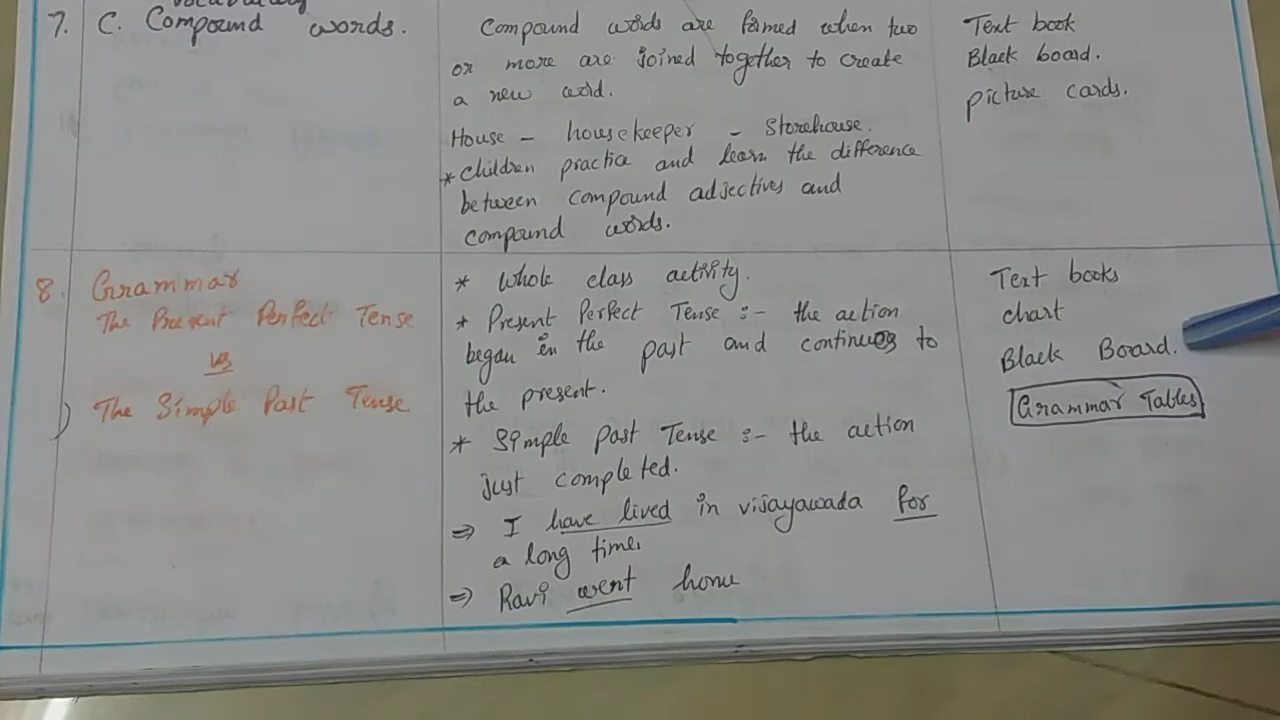 Vocabulary
7. C. Compound words.
Compound words are formed when two
or more are joined together to create
a new word.
House - housekeeper - Storehouse.
* children practice and learn the difference
between compound adjectives and
compound words.
Text book
Black board.
picture cards.
8. Grammar
The Present Perfect Tense
vs
) The Simple Past Tense
* Whole class activity.
* Present Perfect Tense :- the action
began in the past and continues to
the present.
* Simple Past Tense :- the action
just completed.
⇒ I have lived in vijayawada for
a long time.
⇒ Ravi went home
Text books
chart
Black Board.
Grammar Tables